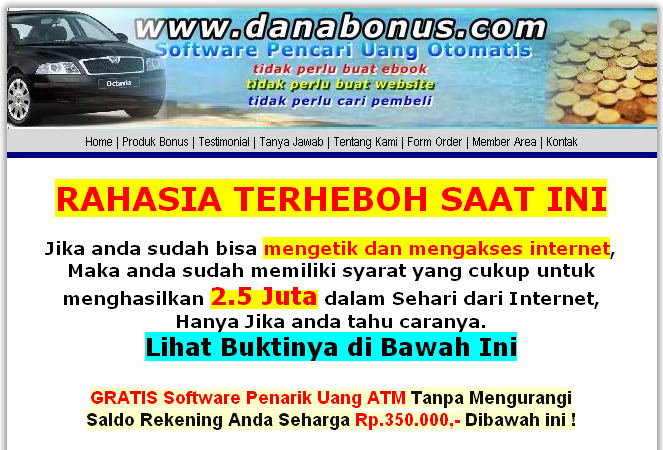 www.danabonus.com
Software Pencari Uang Otomatis
tidak perlu buat ebook
tidak perlu buat website
tidak perlu cari pembeli
Octavia
Home | Produk Bonus | Testimonial | Tanya Jawab | Tentang Kami | Form Order | Member Area | Kontak
RAHASIA TERHEBOH SAAT INI
Jika anda sudah bisa mengetik dan mengakses internet,
Maka anda sudah memiliki syarat yang cukup untuk
menghasilkan 2.5 Juta dalam Sehari dari Internet,
Hanya Jika anda tahu caranya.
Lihat Buktinya di Bawah Ini
GRATIS Software Penarik Uang ATM Tanpa Mengurangi
Saldo Rekening Anda Seharga Rp.350.000,- Dibawah ini !